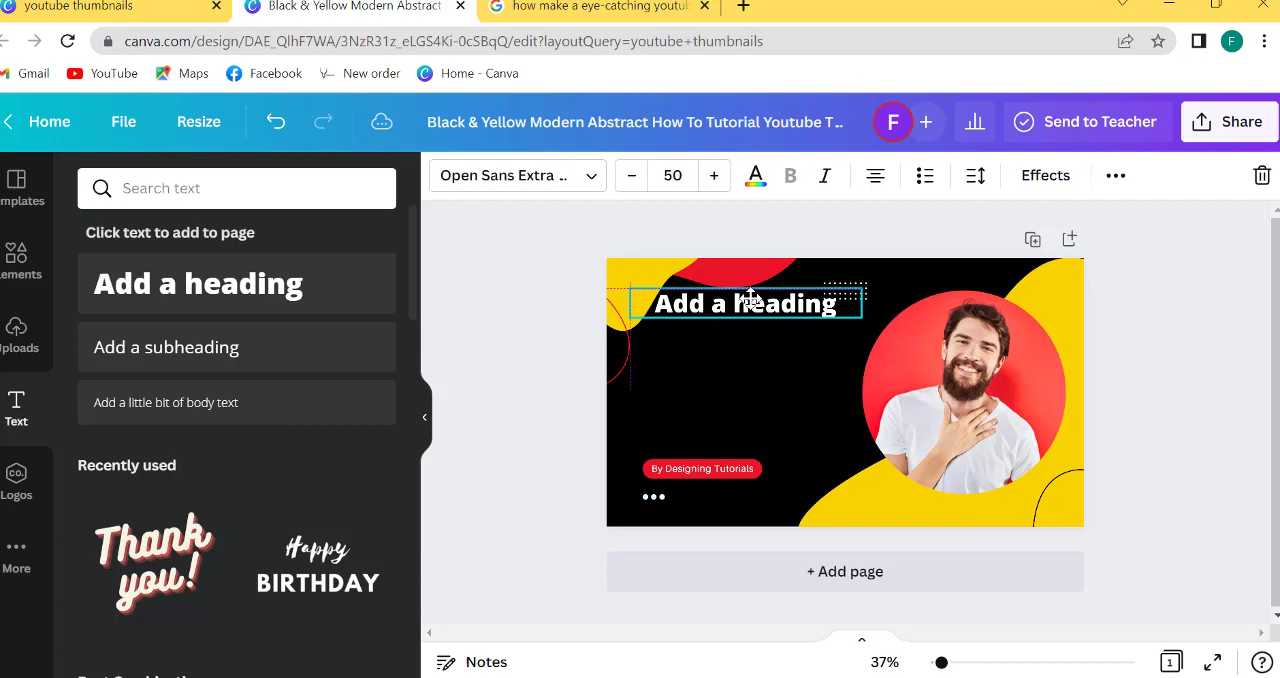 youtube thumbnails
Black & Yellow Modern Abstract
how make a eye-catching youtub
canva.com/design/DAE_QlhF7WA/3NzR31z_eLGS4Ki-0cSBqQ/edit?layoutQuery=youtube+thumbnails
F
Gmail
YouTube
Maps
Facebook
New order
Home - Canva
Home
File
Resize
Black & Yellow Modern Abstract How To Tutorial Youtube T...
F
Send to Teacher
Share
Open Sans Extra ...
50
A
B
I
Effects
mplates
lements
Uploads
Text
Logos
More
Search text
Click text to add to page
Add a heading
Add a subheading
Add a little bit of body text
Recently used
Thank
you!
Happy
BIRTHDAY
Add a heading
By Designing Tutorials
+ Add page
Notes
37%
1